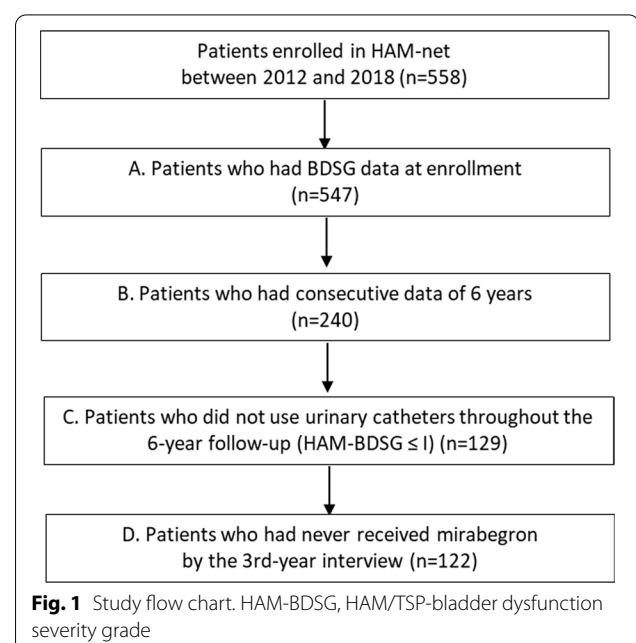 Patients enrolled in HAM-net
between 2012 and 2018 (n=558)
A. Patients who had BDSG data at enrollment
(n=547)
B. Patients who had consecutive data of 6 years
(n=240)
C. Patients who did not use urinary catheters throughout the
6-year follow-up (HAM-BDSG ≤ I) (n=129)
D. Patients who had never received mirabegron
by the 3rd-year interview (n=122)
Fig. 1 Study flow chart. HAM-BDSG, HAM/TSP-bladder dysfunction
severity grade